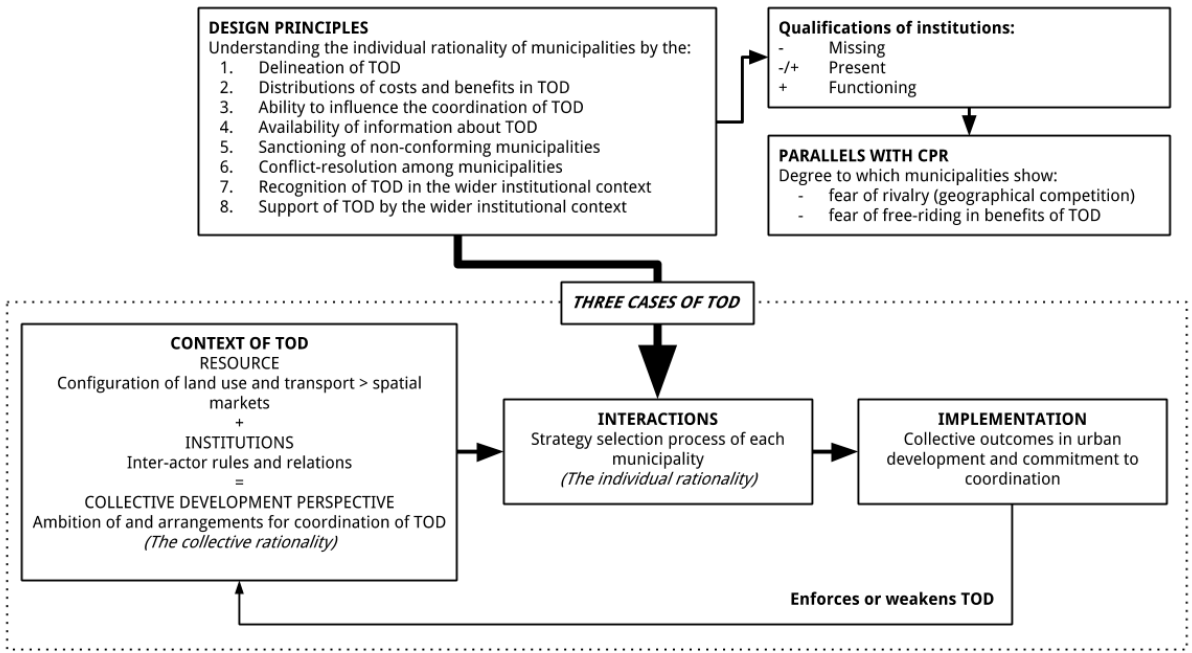 DESIGN PRINCIPLES
Understanding the individual rationality of municipalities by the:
1. Delineation of TOD
2. Distributions of costs and benefits in TOD
3. Ability to influence the coordination of TOD
4. Availability of information about TOD
5. Sanctioning of non-conforming municipalities
6. Conflict-resolution among municipalities
7. Recognition of TOD in the wider institutional context
8. Support of TOD by the wider institutional context
Qualifications of institutions:
- Missing
-/+ Present
+ Functioning
PARALLELS WITH CPR
Degree to which municipalities show:
- fear of rivalry (geographical competition)
- fear of free-riding in benefits of TOD
THREE CASES OF TOD
CONTEXT OF TOD
RESOURCE
Configuration of land use and transport > spatial
markets
+
INSTITUTIONS
Inter-actor rules and relations
=
COLLECTIVE DEVELOPMENT PERSPECTIVE
Ambition of and arrangements for coordination of TOD
(The collective rationality)
INTERACTIONS
Strategy selection process of each
municipality
(The individual rationality)
IMPLEMENTATION
Collective outcomes in urban
development and commitment to
coordination
Enforces or weakens TOD